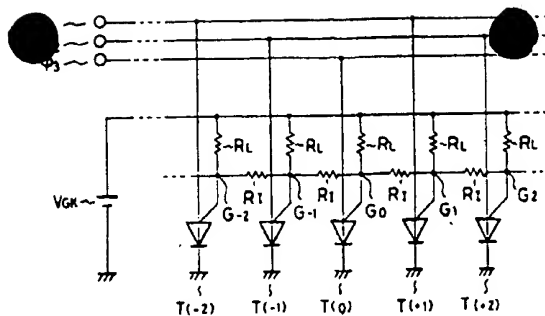 φ3
RL RL RL RL RL
RI RI RI RI
VGK
G-2 G-1 G0 G1 G2
T(-2) T(-1) T(0) T(+1) T(+2)